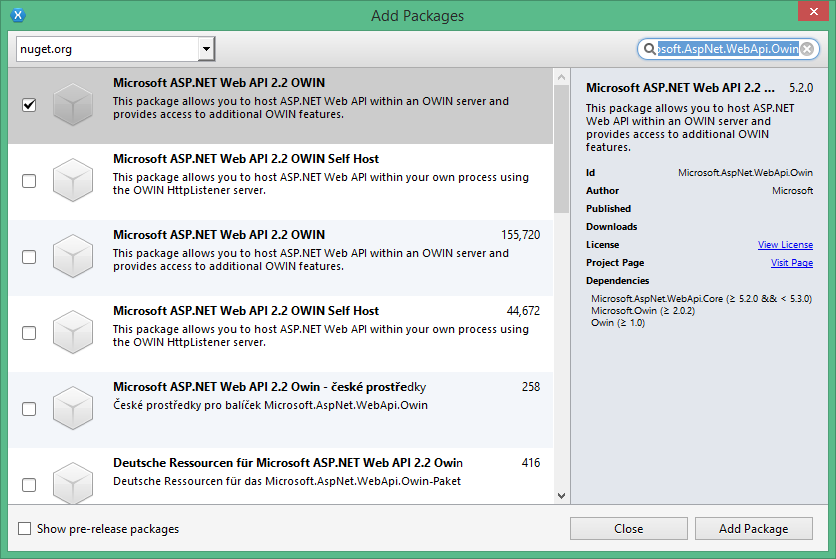 Add Packages
nuget.org
osoft.AspNet.WebApi.Owin
Microsoft ASP.NET Web API 2.2 OWIN
This package allows you to host ASP.NET Web API within an OWIN server and
provides access to additional OWIN features.
Microsoft ASP.NET Web API 2.2 OWIN Self Host
This package allows you to host ASP.NET Web API within your own process using
the OWIN HttpListener server.
Microsoft ASP.NET Web API 2.2 OWIN 155,720
This package allows you to host ASP.NET Web API within an OWIN server and
provides access to additional OWIN features.
Microsoft ASP.NET Web API 2.2 OWIN Self Host 44,672
This package allows you to host ASP.NET Web API within your own process using
the OWIN HttpListener server.
Microsoft ASP.NET Web API 2.2 Owin - české prostředky 258
České prostředky pro balíček Microsoft.AspNet.WebApi.Owin
Deutsche Ressourcen für Microsoft ASP.NET Web API 2.2 Owin 416
Deutsche Ressourcen für das Microsoft.AspNet.WebApi.Owin-Paket
Microsoft ASP.NET Web API 2.2 ... 5.2.0
This package allows you to host ASP.NET
Web API within an OWIN server and
provides access to additional OWIN
features.
Id Microsoft.AspNet.WebApi.Owin
Author Microsoft
Published
Downloads
License View License
Project Page Visit Page
Dependencies
Microsoft.AspNet.WebApi.Core (≥ 5.2.0 && < 5.3.0)
Microsoft.Owin (≥ 2.0.2)
Owin (≥ 1.0)
Show pre-release packages
Close
Add Package